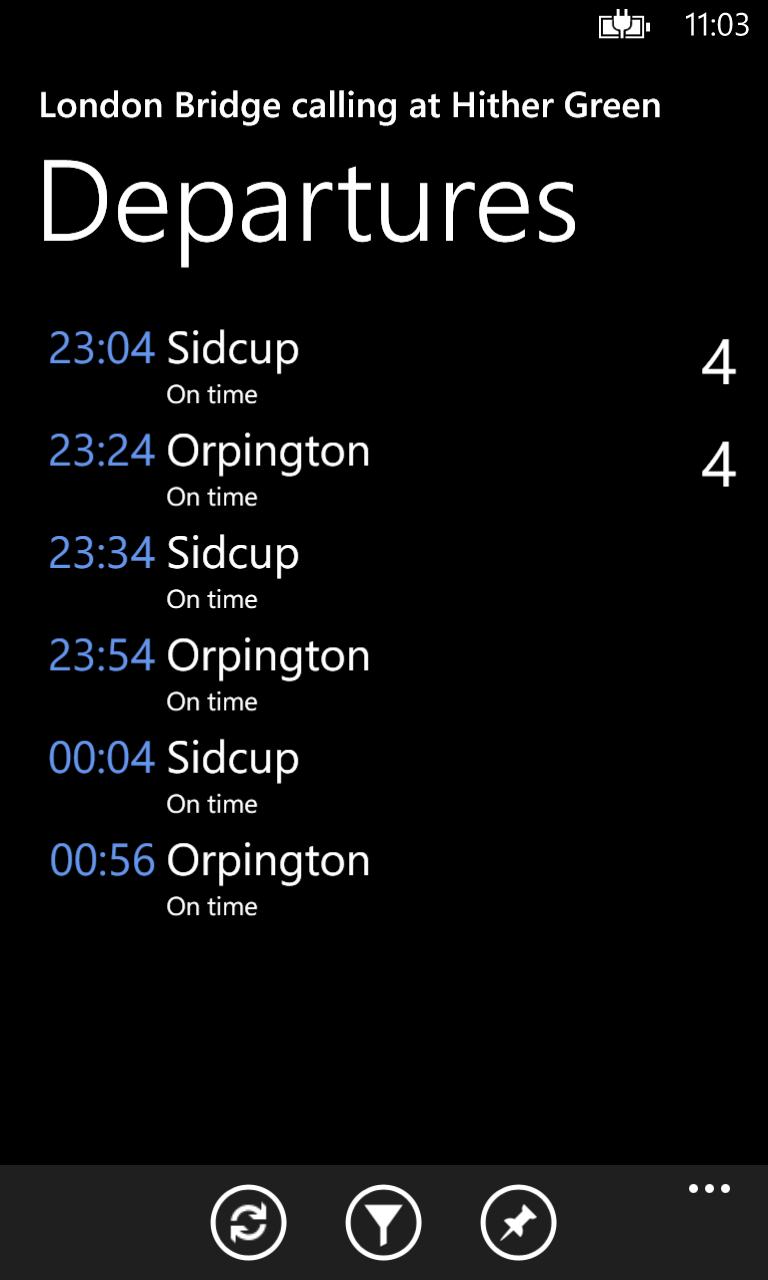 11:03
London Bridge calling at Hither Green
Departures
23:04 Sidcup 4
On time
23:24 Orpington 4
On time
23:34 Sidcup
On time
23:54 Orpington
On time
00:04 Sidcup
On time
00:56 Orpington
On time